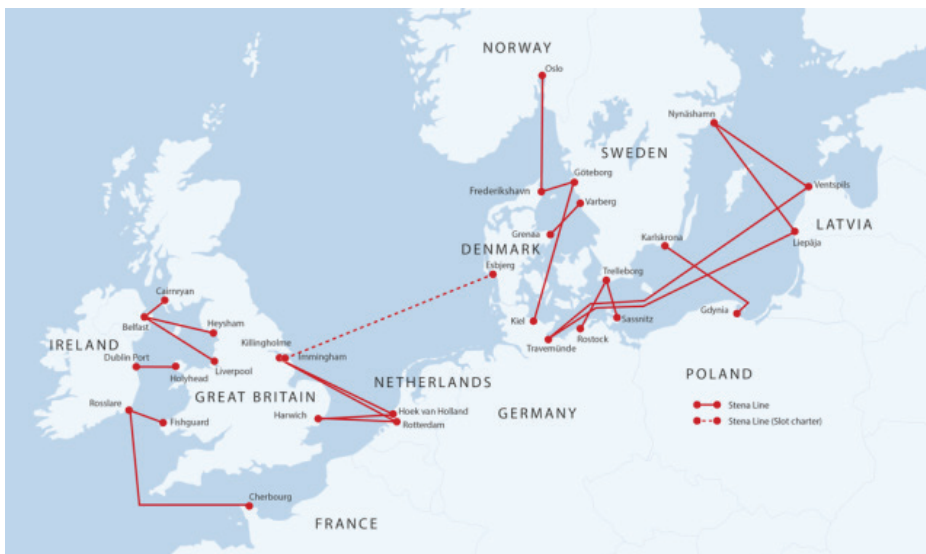 NORWAY
Oslo
Nynäshamn
SWEDEN
Göteborg
Frederikshavn
Ventspils
Varberg
LATVIA
Grenaa
Karlskrona
Liepāja
DENMARK
Esbjerg
Trelleborg
Cairnryan
Gdynia
Kiel
Sassnitz
Belfast
Heysham
Rostock
Killingholme
Travemünde
IRELAND
Immingham
Dublin Port
Liverpool
Holyhead
POLAND
NETHERLANDS
GREAT BRITAIN
Rosslare
Stena Line
Hoek van Holland
GERMANY
Harwich
Fishguard
Rotterdam
Stena Line (Slot charter)
Cherbourg
FRANCE